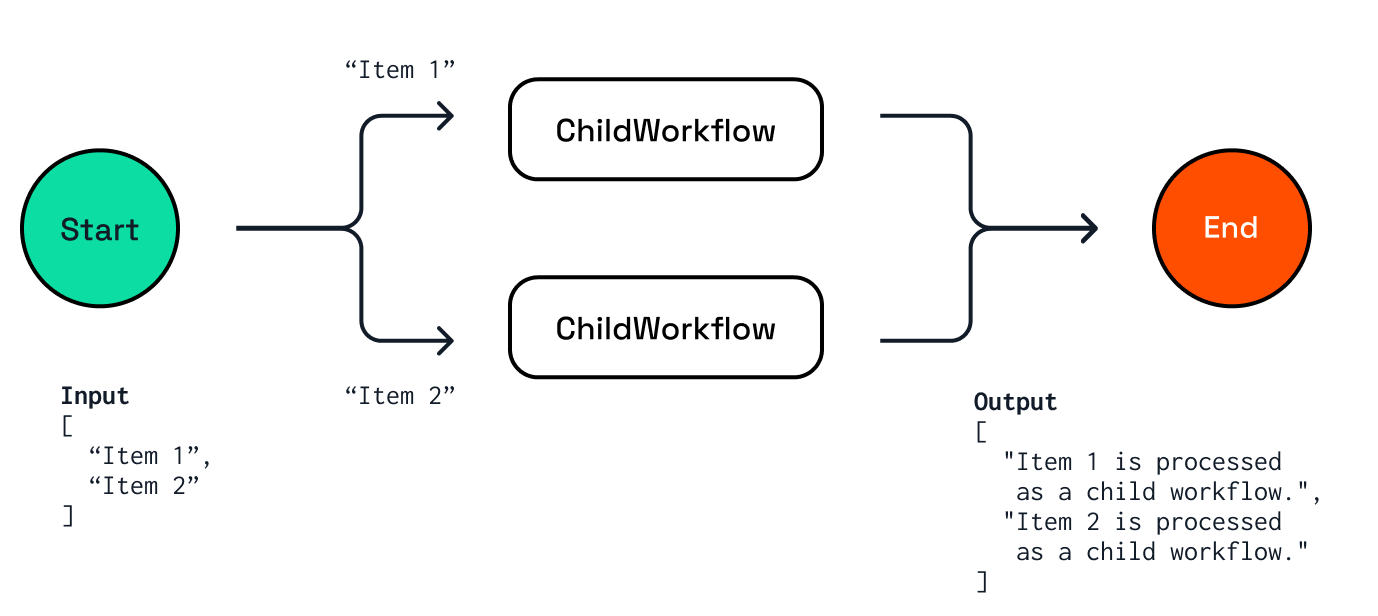 “Item 1”
ChildWorkflow
Start
End
ChildWorkflow
“Item 2”
Input
[
“Item 1”,
“Item 2”
]
Output
[
"Item 1 is processed
as a child workflow.",
"Item 2 is processed
as a child workflow."
]